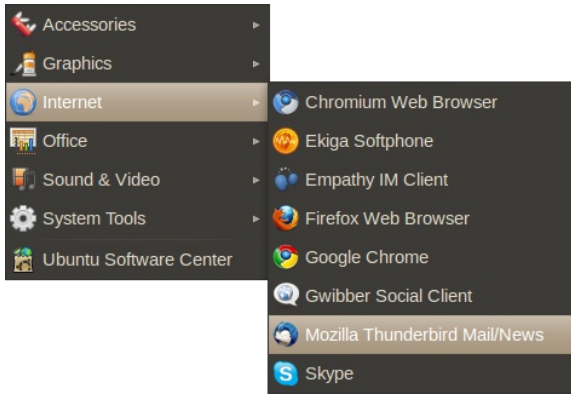 Accessories
Graphics
Internet
Office
Sound & Video
System Tools
Ubuntu Software Center
Chromium Web Browser
Ekiga Softphone
Empathy IM Client
Firefox Web Browser
Google Chrome
Gwibber Social Client
Mozilla Thunderbird Mail/News
Skype